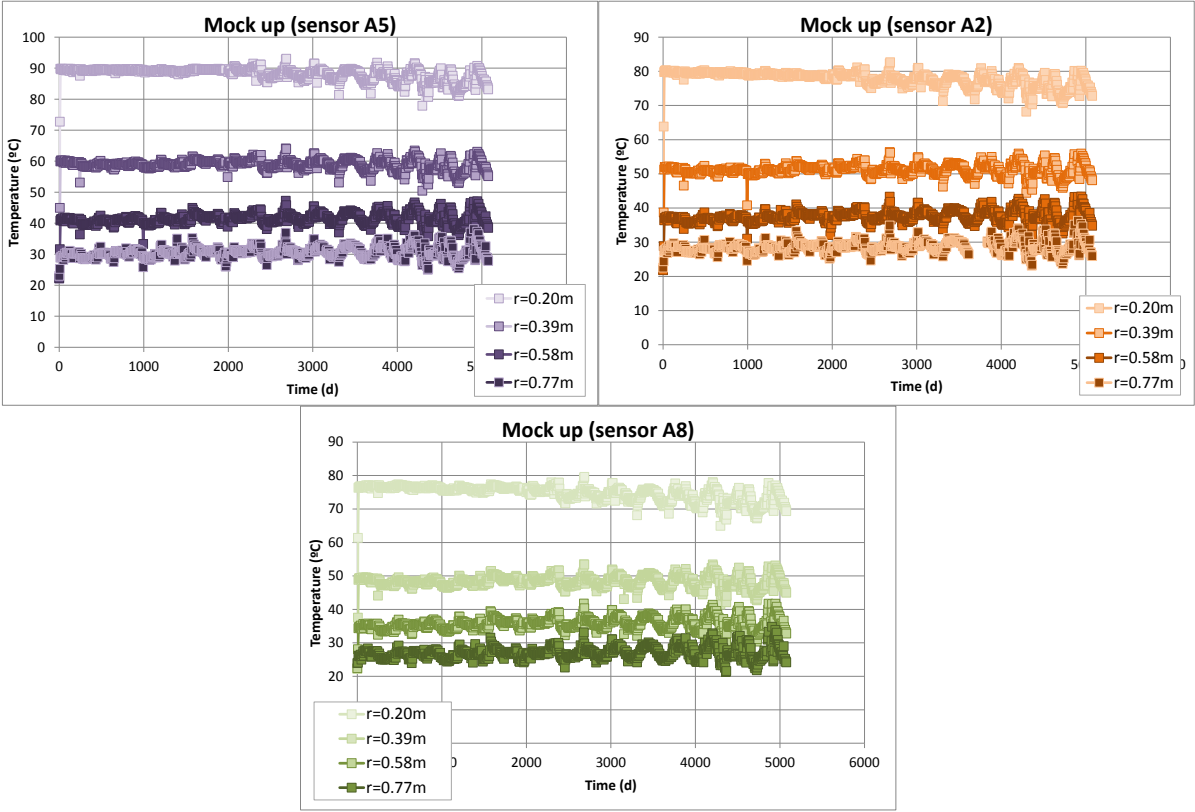 Mock up (sensor A5)
100
90
80
70
60
50
40
30
20
10
0
Temperature (ºC)
0 1000 2000 3000 4000
Time (d)
r=0.20m
r=0.39m
r=0.58m
r=0.77m
Mock up (sensor A2)
90
80
70
60
50
40
30
20
10
0
Temperature (ºC)
0 1000 2000 3000 4000
Time (d)
r=0.20m
r=0.39m
r=0.58m
r=0.77m
Mock up (sensor A8)
90
80
70
60
50
40
30
20
Temperature (ºC)
2000 3000 4000 5000 6000
Time (d)
r=0.20m
r=0.39m
r=0.58m
r=0.77m